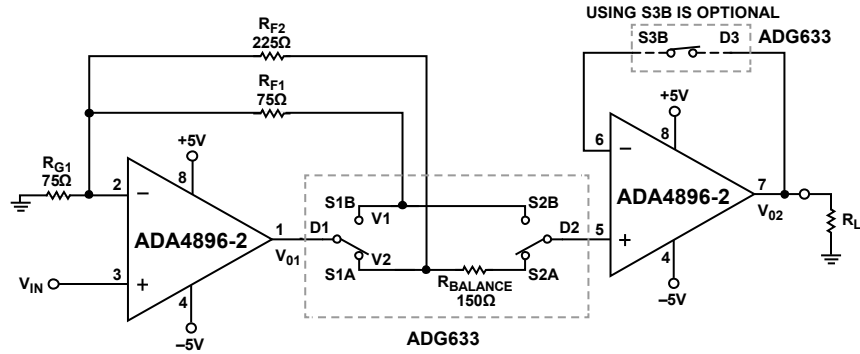 USING S3B IS OPTIONAL
S3B
D3
ADG633
RF2
225Ω
RF1
75Ω
+5V
+5V
RG1
75Ω
2
−
8
ADA4896-2
1
VO1
VIN
3
+
4
−5V
S1B
V1
S2B
D1
D2
S1A
V2
RBALANCE
150Ω
S2A
ADG633
6
−
8
ADA4896-2
7
VO2
5
+
4
−5V
RL